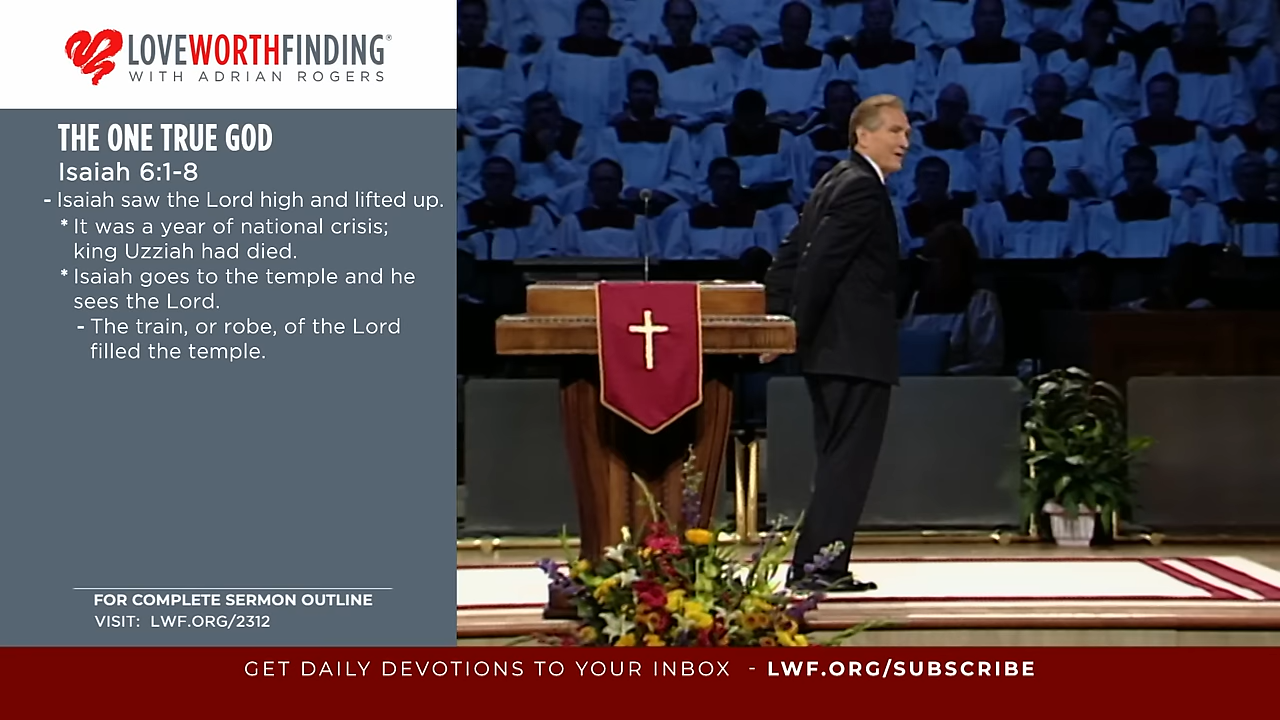 LOVEWORTHFINDING®
WITH ADRIAN ROGERS
THE ONE TRUE GOD
Isaiah 6:1-8
- Isaiah saw the Lord high and lifted up.
* It was a year of national crisis;
king Uzziah had died.
* Isaiah goes to the temple and he
sees the Lord.
- The train, or robe, of the Lord
filled the temple.
FOR COMPLETE SERMON OUTLINE
VISIT: LWF.ORG/2312
GET DAILY DEVOTIONS TO YOUR INBOX - LWF.ORG/SUBSCRIBE